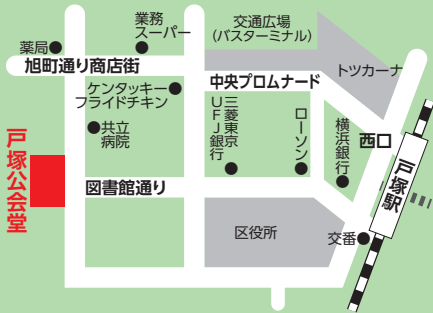 業務
スーパー
交通広場
(バスターミナル)
薬局
旭町通り商店街
トツカーナ
中央プロムナード
ケンタッキー
フライドチキン
共立
病院
三菱東京
UFJ銀行
ローソン
横浜銀行
西口
戸塚公会堂
図書館通り
戸塚駅
区役所
交番